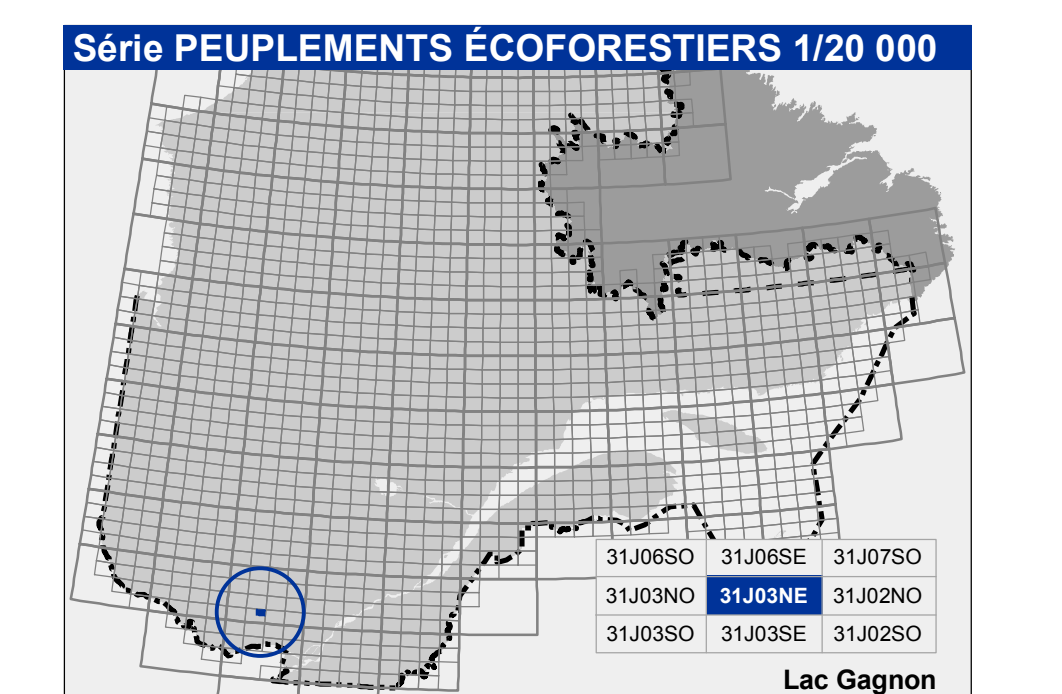 Série PEUPLEMENTS ÉCOFORESTIERS 1/20 000
31J06SO 31J06SE 31J07SO
31J03NO 31J03NE 31J02NO
31J03SO 31J03SE 31J02SO
Lac Gagnon